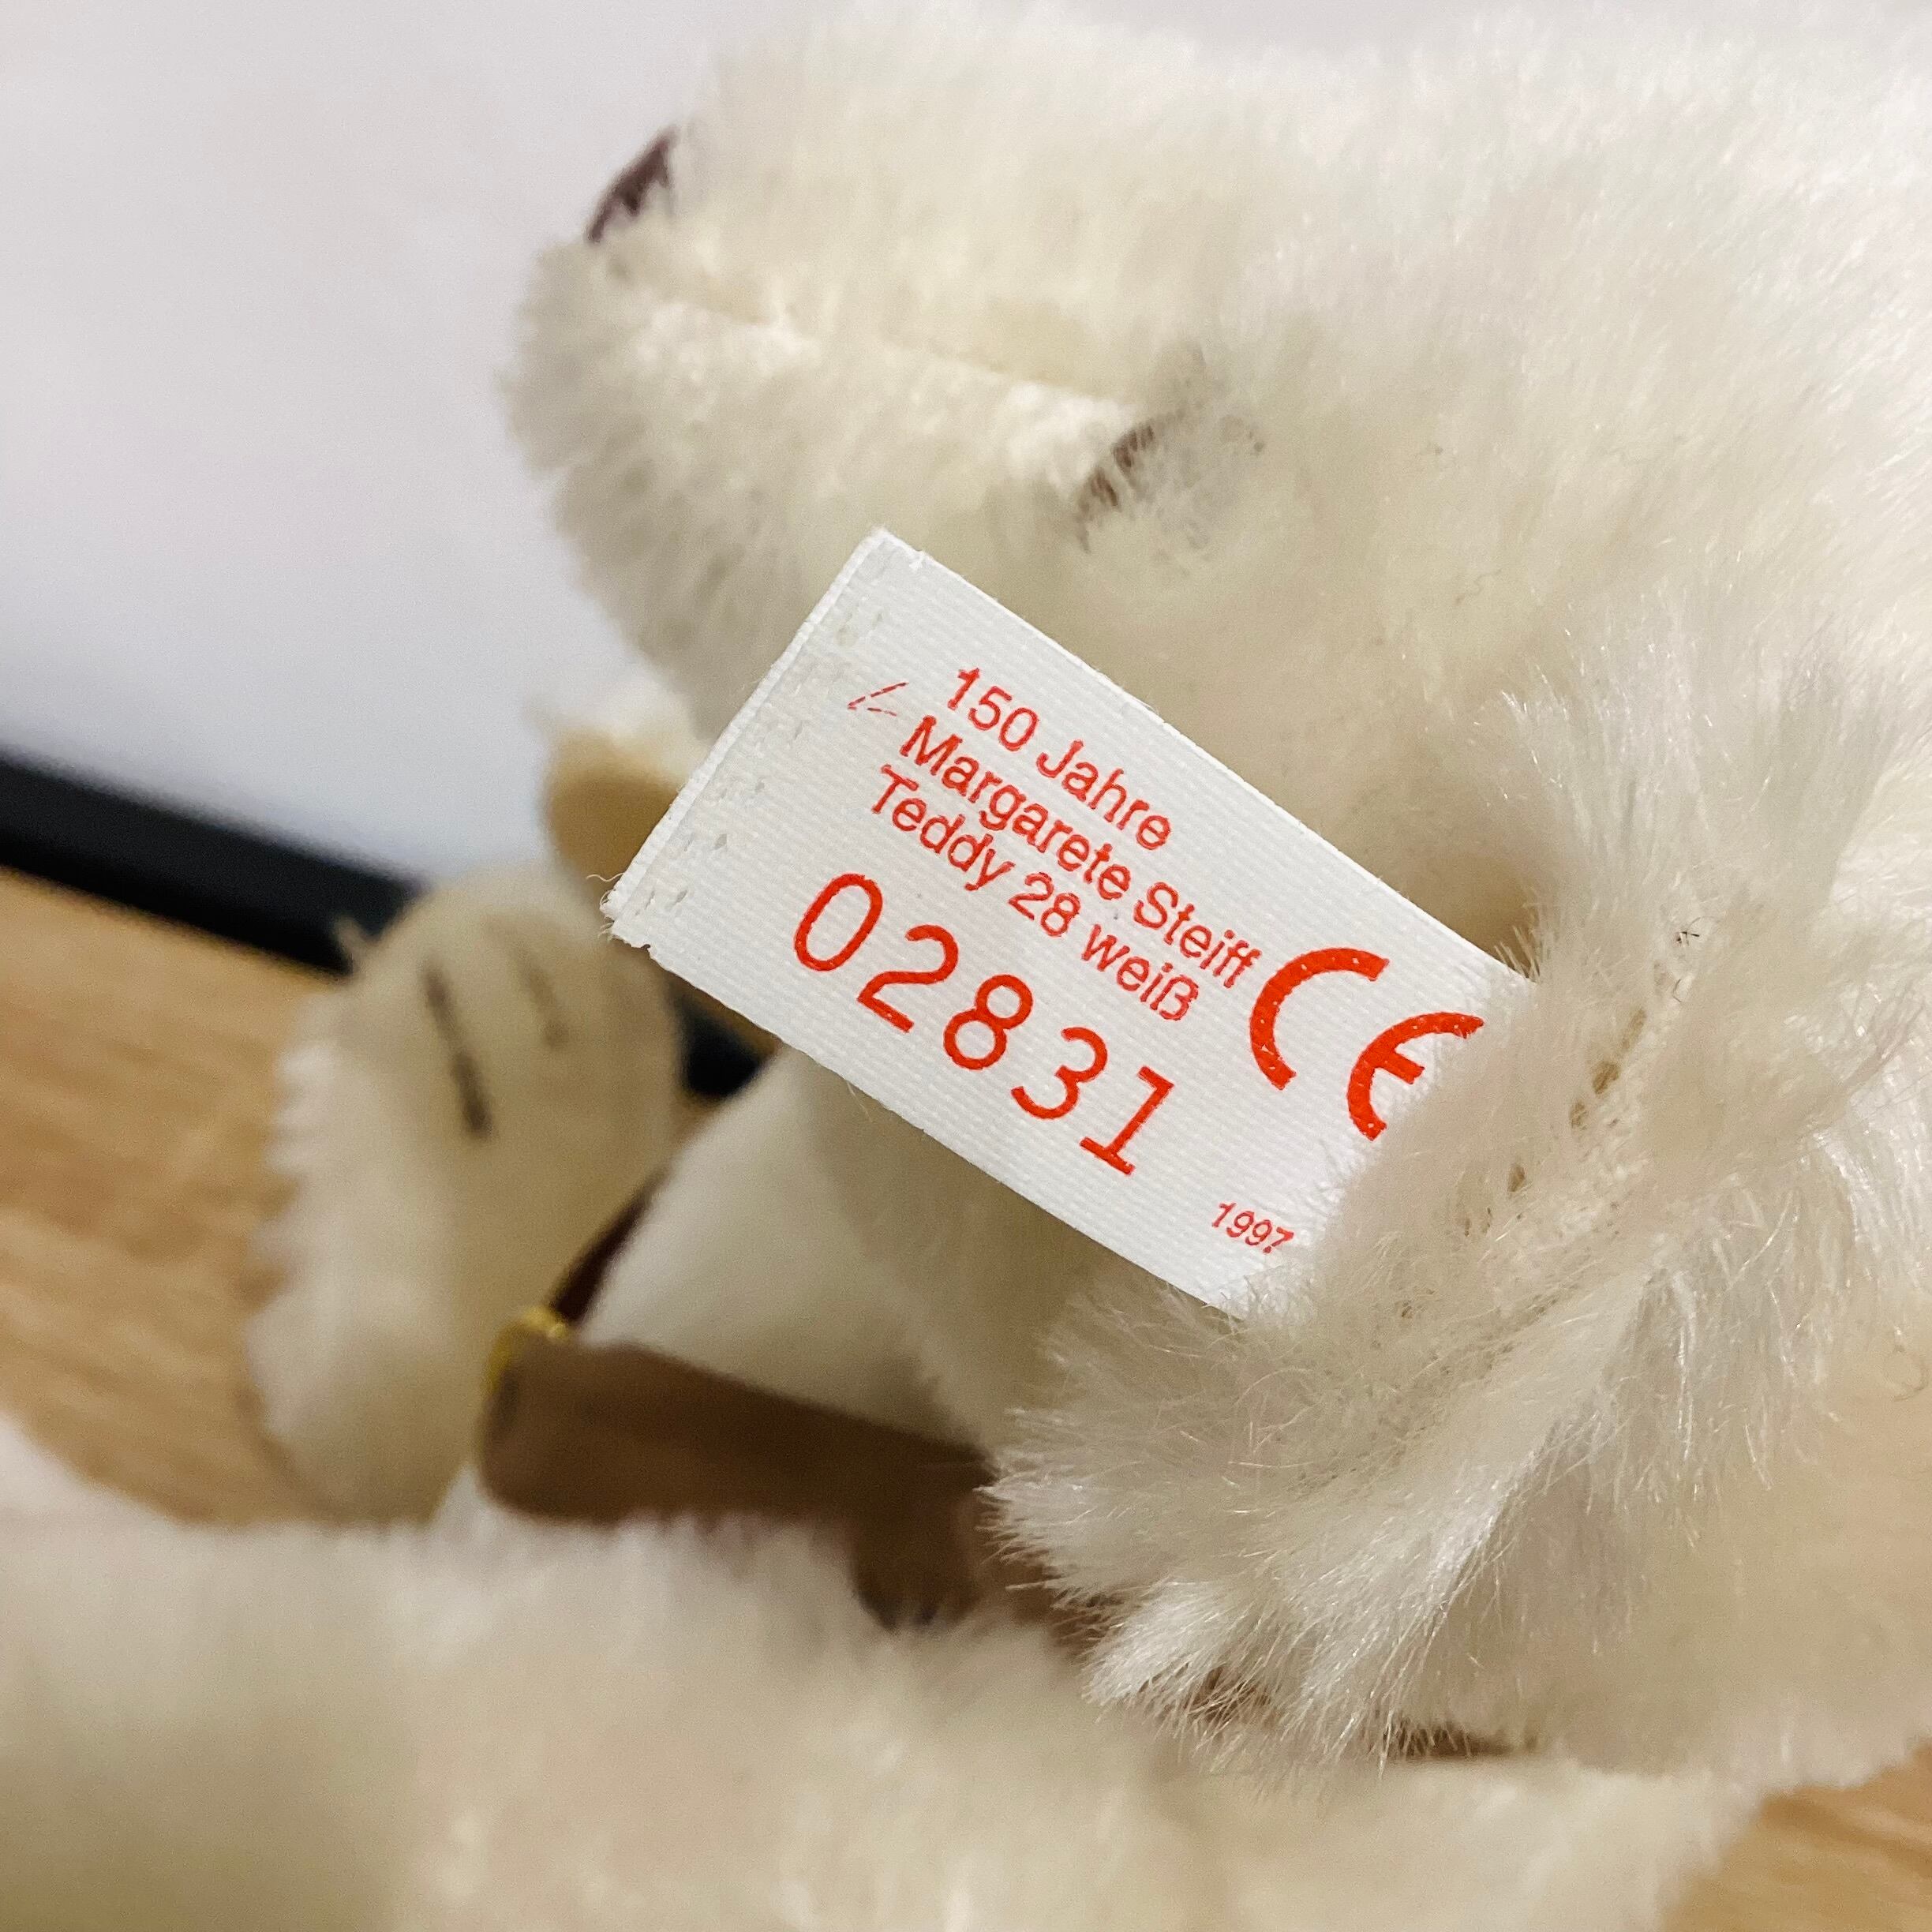 150 Jahre
Margarete Steiff
Teddy 28 weiß
02831
CE
1997